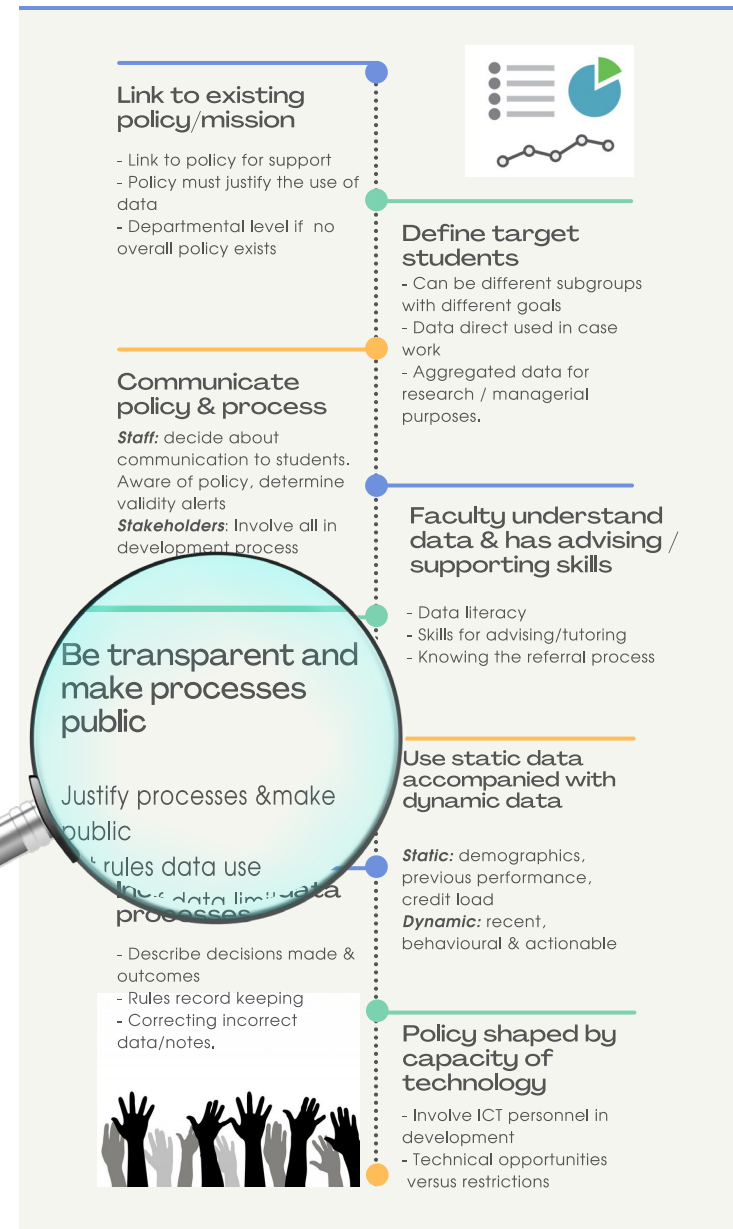 Link to existing
policy/mission
- Link to policy for support
- Policy must justify the use of
data
- Departmental level if no
overall policy exists
Define target
students
- Can be different subgroups
with different goals
- Data direct used in case
work
- Aggregated data for
research / managerial
purposes.
Communicate
policy & process
Staff: decide about
communication to students.
Aware of policy, determine
validity alerts
Stakeholders: Involve all in
development process
Faculty understand
data & has advising /
supporting skills
- Data literacy
- Skills for advising/tutoring
- Knowing the referral process
Be transparent and
make processes
public
Justify processes &make
public
rules data use
data
Use static data
accompanied with
dynamic data
Static: demographics,
previous performance,
credit load
Dynamic: recent,
behavioural & actionable
data
processes
- Describe decisions made &
outcomes
- Rules record keeping
- Correcting incorrect
data/notes.
Policy shaped by
capacity of
technology
- Involve ICT personnel in
development
- Technical opportunities
versus restrictions